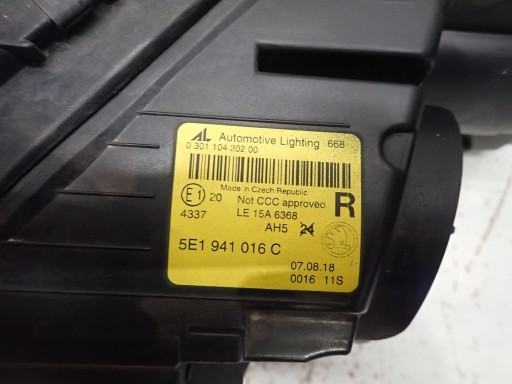 AL Automotive Lighting 668
0 301 104 202 00
Made in Czech Republic
E1 20 Not CCC approved R
4337 LE 15A 6368
AH5 24
5E1 941 016 C
07.08.18
0016 11S